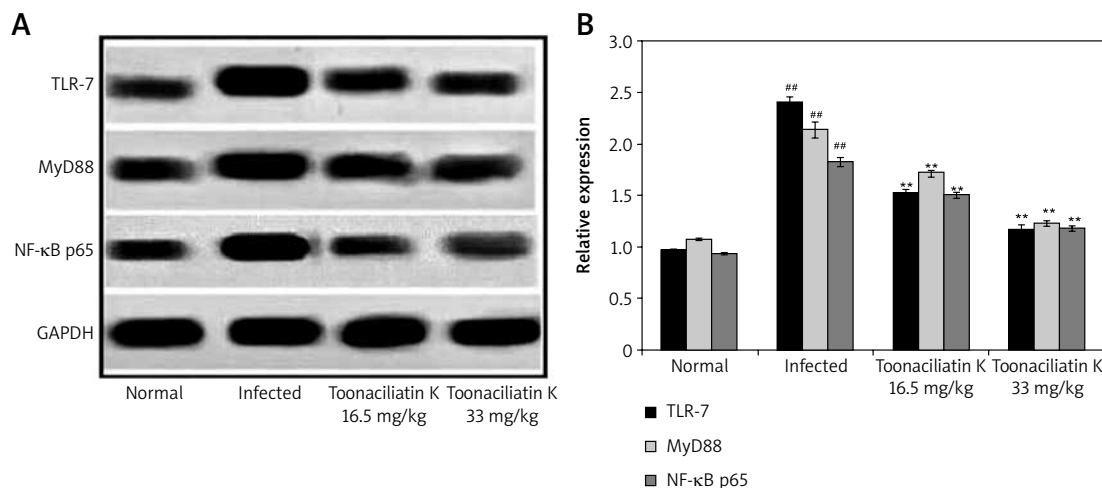 A
TLR-7
MyD88
NF-κB p65
GAPDH
Normal
Infected
Toonaciliatin K
16.5 mg/kg
Toonaciliatin K
33 mg/kg
B
Relative expression
3.0
2.5
2.0
1.5
1.0
0.5
0
##
##
##
**
**
**
**
**
**
Normal
Infected
Toonaciliatin K
16.5 mg/kg
Toonaciliatin K
33 mg/kg
TLR-7
MyD88
NF-κB p65